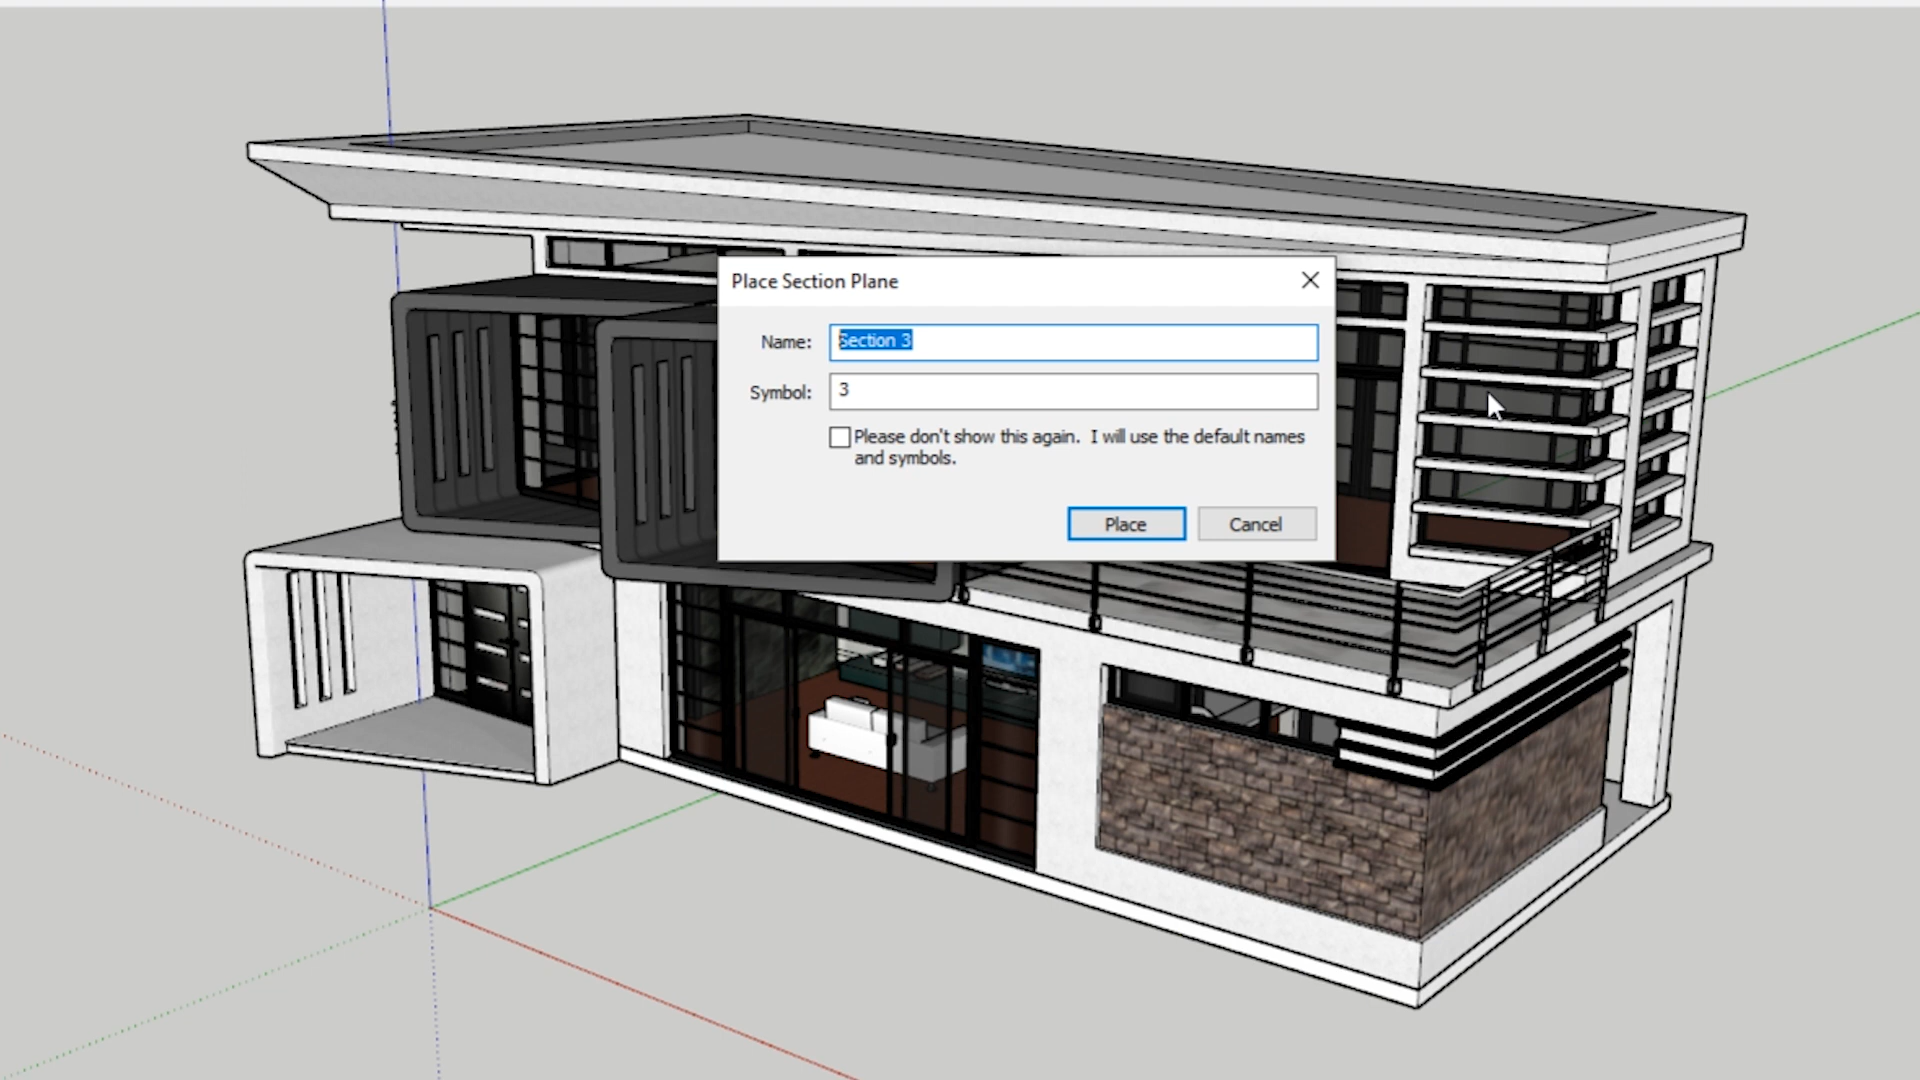 Place Section Plane
Name: Section 3
Symbol: 3
Please don't show this again. I will use the default names
and symbols.
Place Cancel